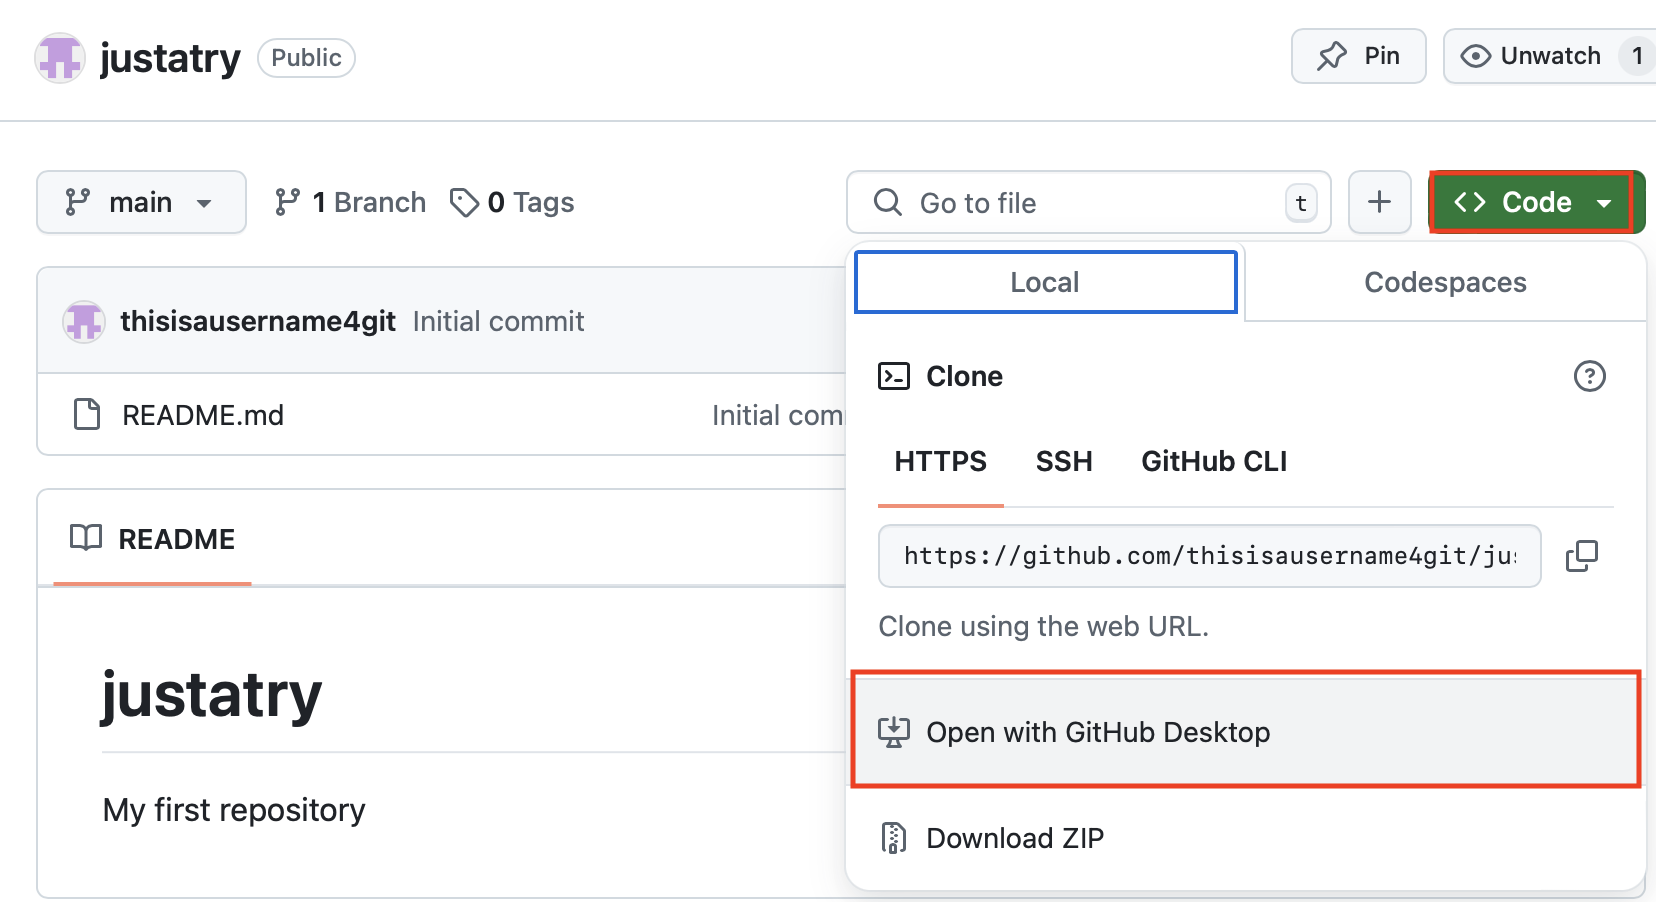 justatry Public Pin Unwatch 1
main 1 Branch 0 Tags Go to file t Code
Local Codespaces
thisisausername4git Initial commit
Clone
README.md Initial com
HTTPS SSH GitHub CLI
README
https://github.com/thisisausername4git/jus
Clone using the web URL.
justatry
Open with GitHub Desktop
My first repository
Download ZIP